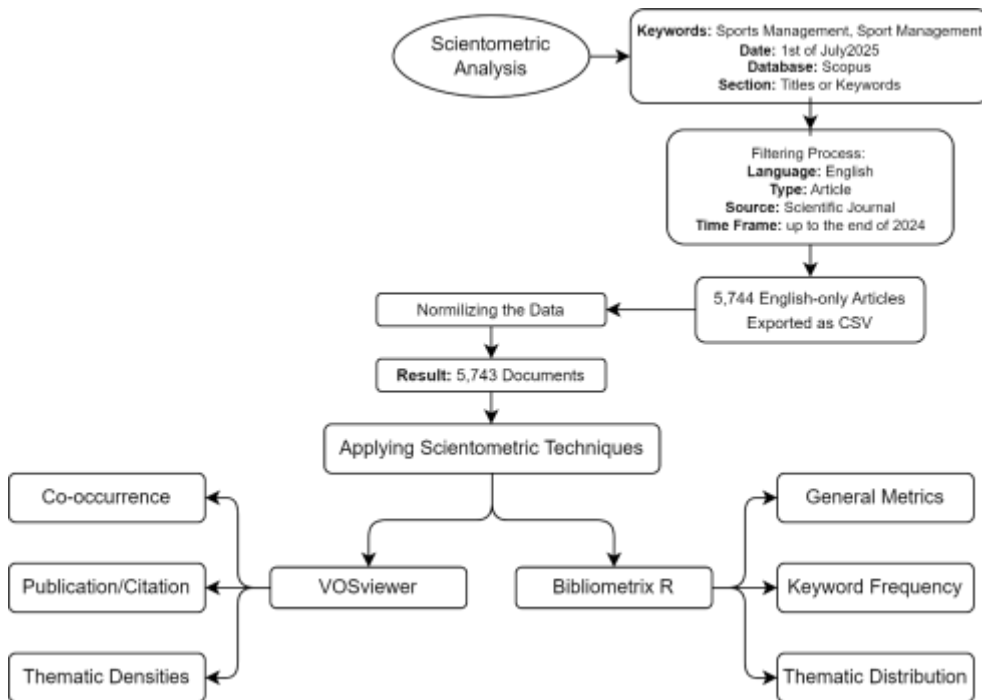 Scientometric
Analysis
Keywords: Sports Management, Sport Management
Date: 1st of July2025
Database: Scopus
Section: Titles or Keywords
Filtering Process:
Language: English
Type: Article
Source: Scientific Journal
Time Frame: up to the end of 2024
5,744 English-only Articles
Exported as CSV
Normilizing the Data
Result: 5,743 Documents
Applying Scientometric Techniques
Co-occurrence
Publication/Citation
Thematic Densities
VOSviewer
Bibliometrix R
General Metrics
Keyword Frequency
Thematic Distribution